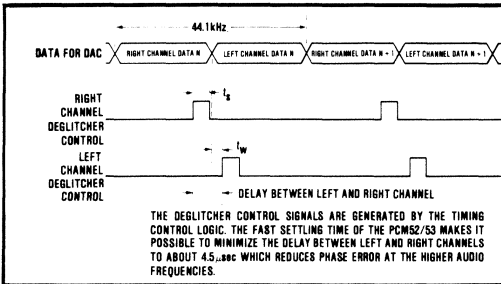 44.1kHz
DATA FOR DAC
RIGHT CHANNEL DATA N
LEFT CHANNEL DATA N
RIGHT CHANNEL DATA N + 1
LEFT CHANNEL DATA N + 1
RIGHT
CHANNEL
DEGLITCHER
CONTROL
ts
LEFT
CHANNEL
DEGLITCHER
CONTROL
tw
DELAY BETWEEN LEFT AND RIGHT CHANNEL
THE DEGLITCHER CONTROL SIGNALS ARE GENERATED BY THE TIMING
CONTROL LOGIC. THE FAST SETTLING TIME OF THE PCM52/53 MAKES IT
POSSIBLE TO MINIMIZE THE DELAY BETWEEN LEFT AND RIGHT CHANNELS
TO ABOUT 4.5μsec WHICH REDUCES PHASE ERROR AT THE HIGHER AUDIO
FREQUENCIES.